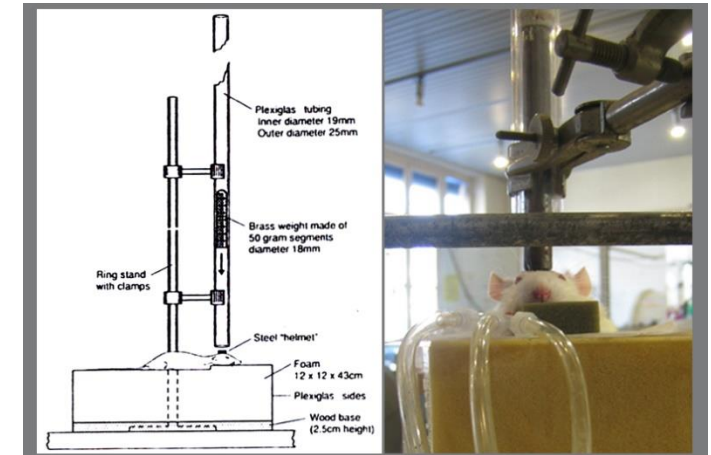 Plexiglas tubing
Inner diameter 19mm
Outer diameter 25mm
Brass weight made of
50 gram segments
diameter 18mm
Ring stand
with clamps
Steel "helmet"
Foam
12 x 12 x 43cm
Plexiglas sides
Wood base
(2.5cm height)